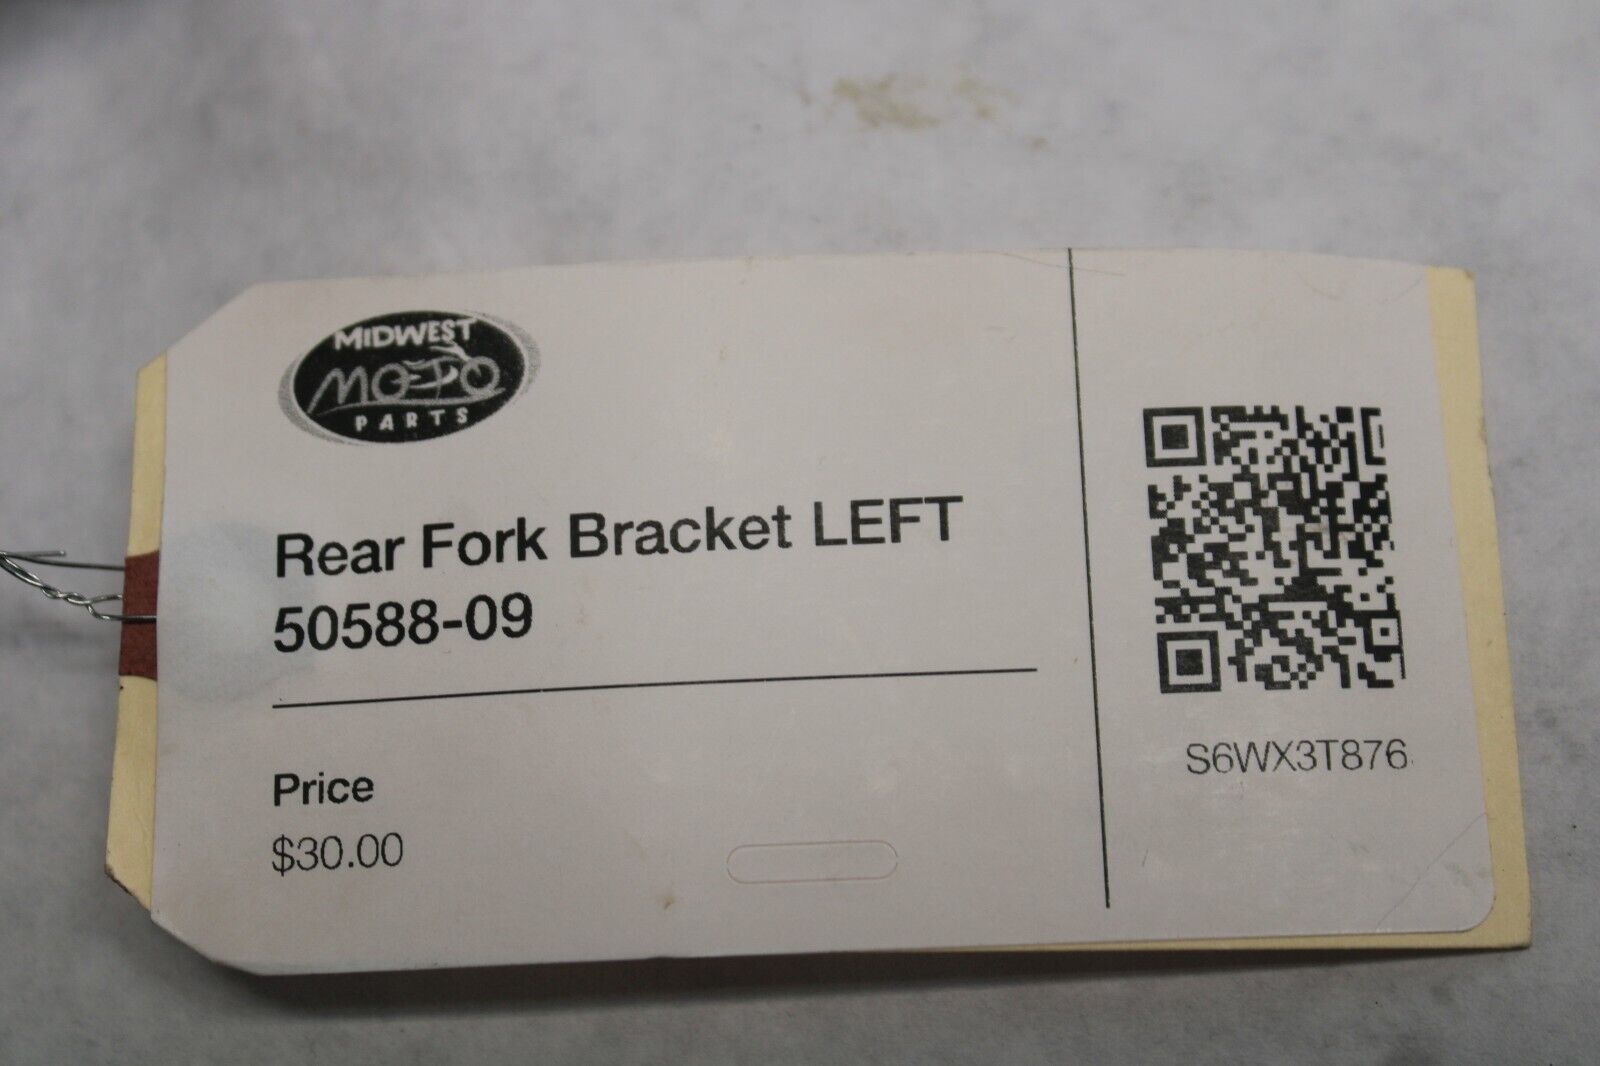 MIDWEST
MOTO
PARTS
Rear Fork Bracket LEFT
50588-09
Price
$30.00
S6WX3T876